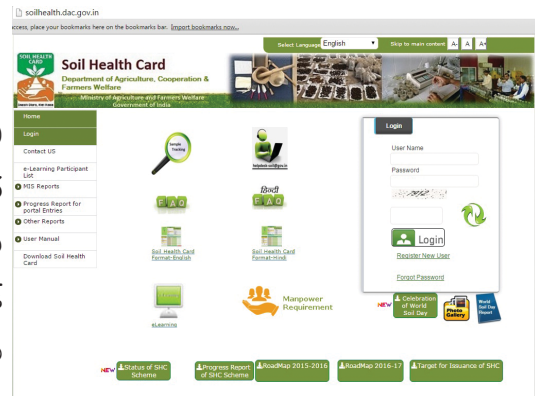 soilhealth.dac.gov.in
access, place your bookmarks here on the bookmarks bar. Import bookmarks now...
Select Language English
Skip to main content A- A A+
SOIL HEALTH
CARD
Soil Health Card
Department of Agriculture, Cooperation &
Farmers Welfare
Ministry of Agriculture and Farmers Welfare
Government of India
Home
Login
Contact US
e-Learning Participant
List
MIS Reports
Progress Report for
portal Entries
Other Reports
User Manual
Download Soil Health
Card
Sample
Tracking
helpdesk-soil@gov.in
FAQ
हिन्दी
FAQ
Soil Health Card
Format-English
Soil Health Card
Format-Hindi
eLearning
Manpower
Requirement
Login
User Name
Password
Login
Register New User
Forgot Password
NEW
Celebration
of World
Soil Day
Photo
Gallery
World
Soil Day
Report
NEW
Status of SHC
Scheme
Progress Report
of SHC Scheme
RoadMap 2015-2016
RoadMap 2016-17
Target for Issuance of SHC